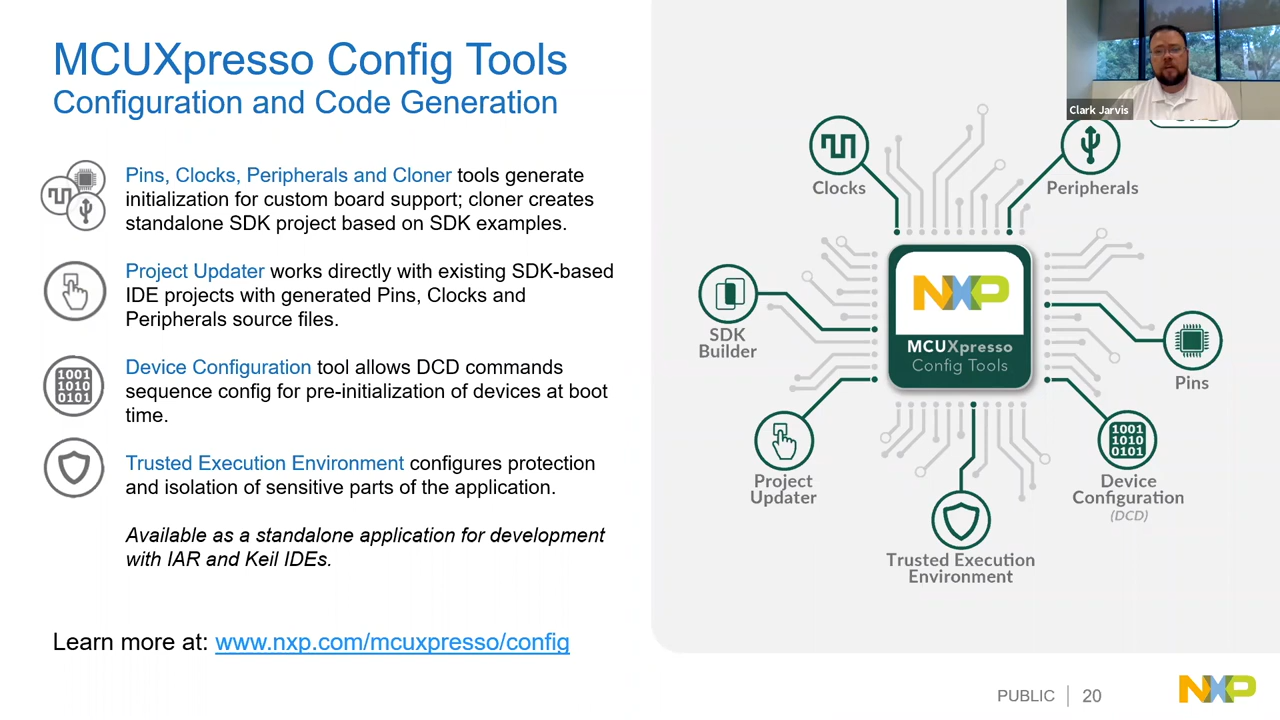 MCUXpresso Config Tools
Configuration and Code Generation
Pins, Clocks, Peripherals and Cloner tools generate
initialization for custom board support; cloner creates
standalone SDK project based on SDK examples.
Project Updater works directly with existing SDK-based
IDE projects with generated Pins, Clocks and
Peripherals source files.
1001
1010
0101
Device Configuration tool allows DCD commands
sequence config for pre-initialization of devices at boot
time.
Trusted Execution Environment configures protection
and isolation of sensitive parts of the application.
Available as a standalone application for development
with IAR and Keil IDEs.
Learn more at: www.nxp.com/mcuxpresso/config
Clark Jarvis
Clocks
Peripherals
SDK
Builder
NXP
MCUXpresso
Config Tools
Pins
Project
Updater
1001
1010
0101
Device
Configuration
(DCD)
Trusted Execution
Environment
PUBLIC
20
NXP